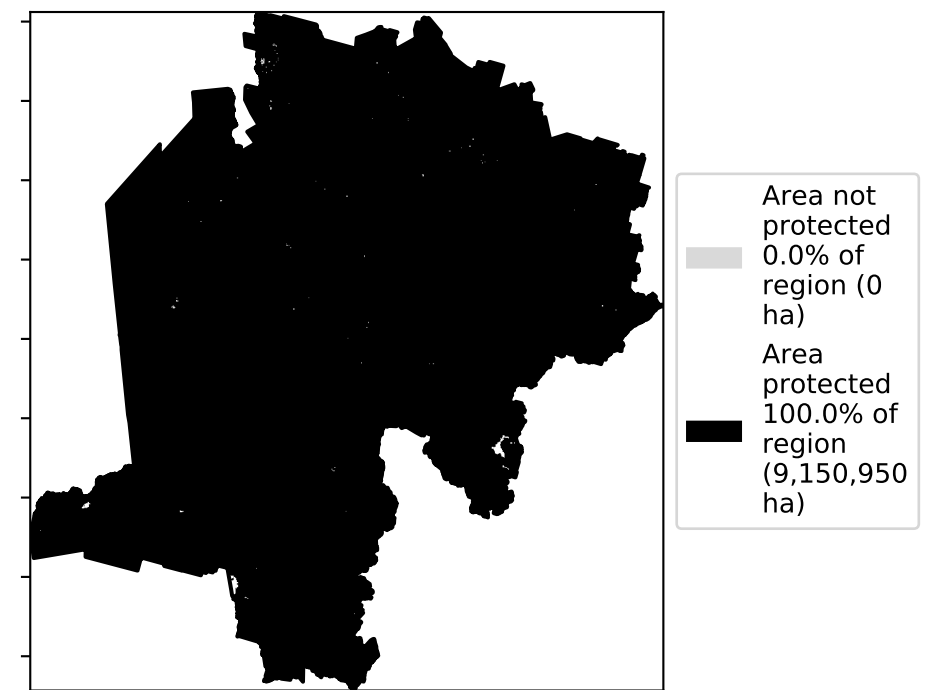 Area not
protected
0.0% of
region (0
ha)
Area
protected
100.0% of
region
(9,150,950
ha)